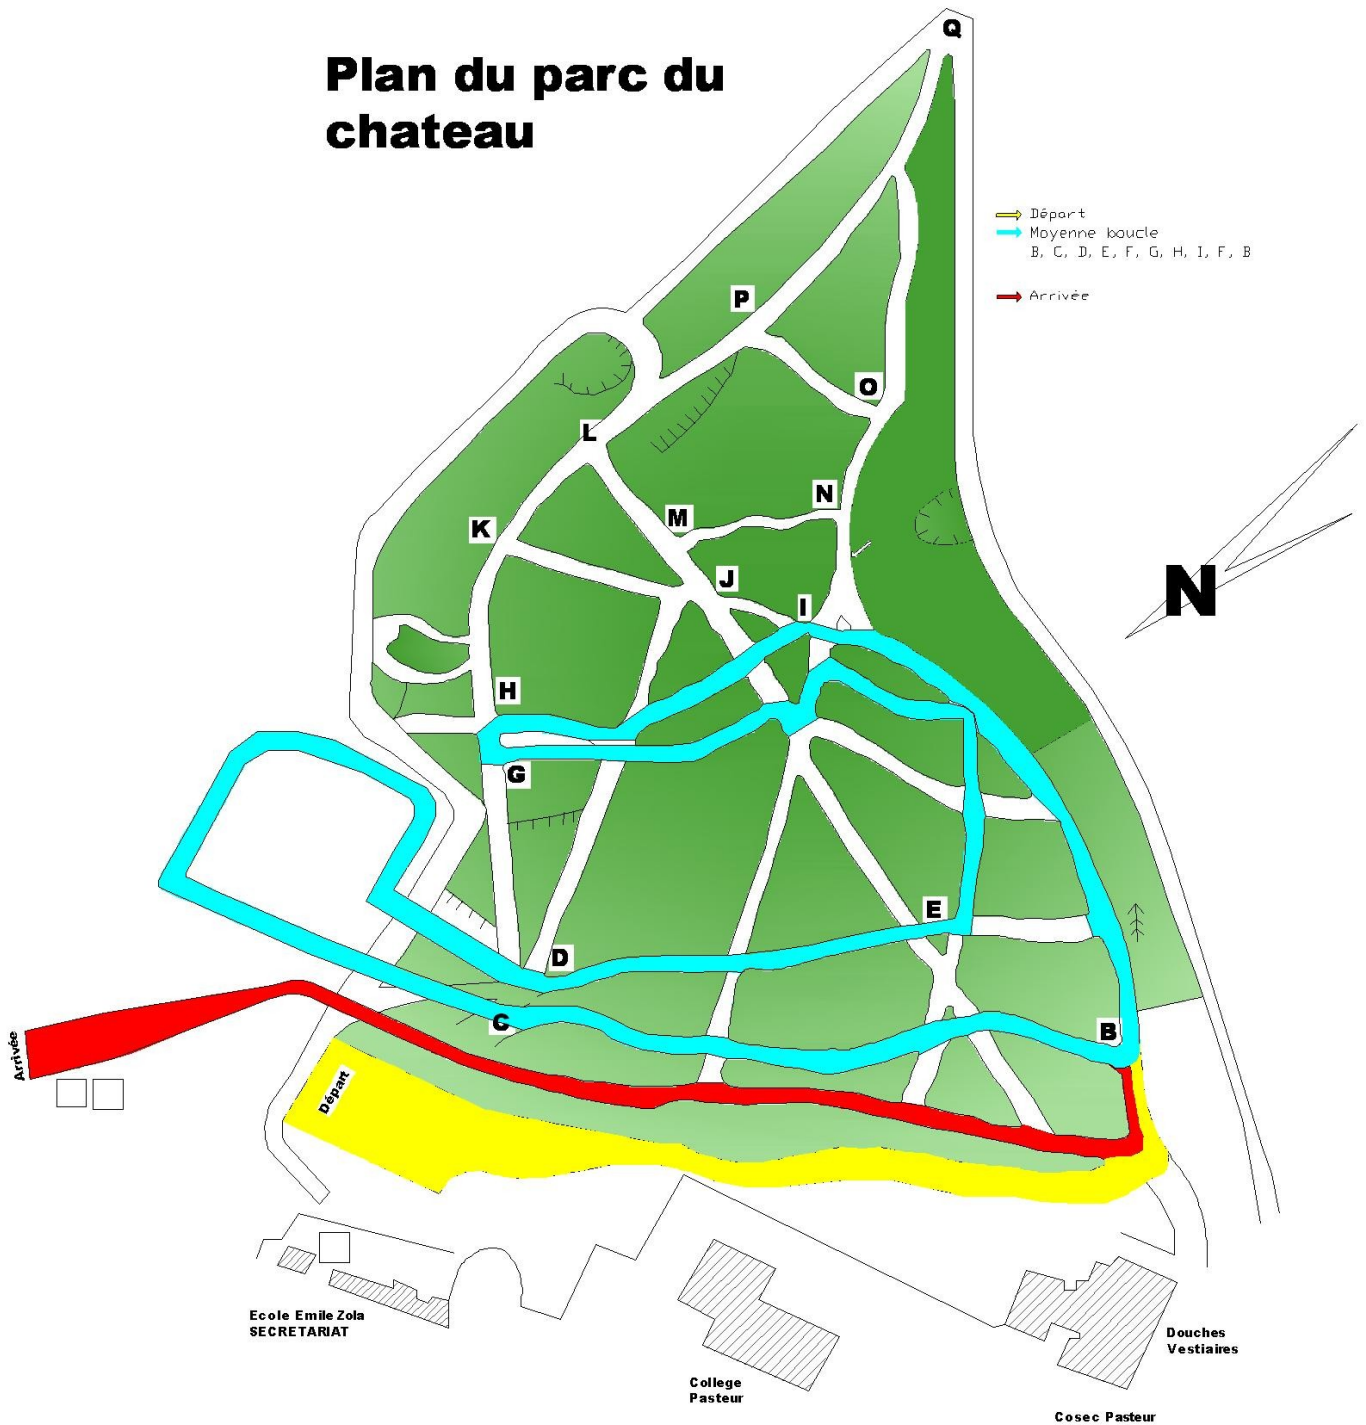 Plan du parc du
chateau
Q
Départ
Moyenne boucle
B, C, D, E, F, G, H, I, F, B
Arrivée
P
O
L
N
M
K
J
I
N
H
G
E
D
C
B
Arrivée
Départ
Ecole Emile Zola
SECRETARIAT
Douches
Vestiaires
College
Pasteur
Cosec Pasteur